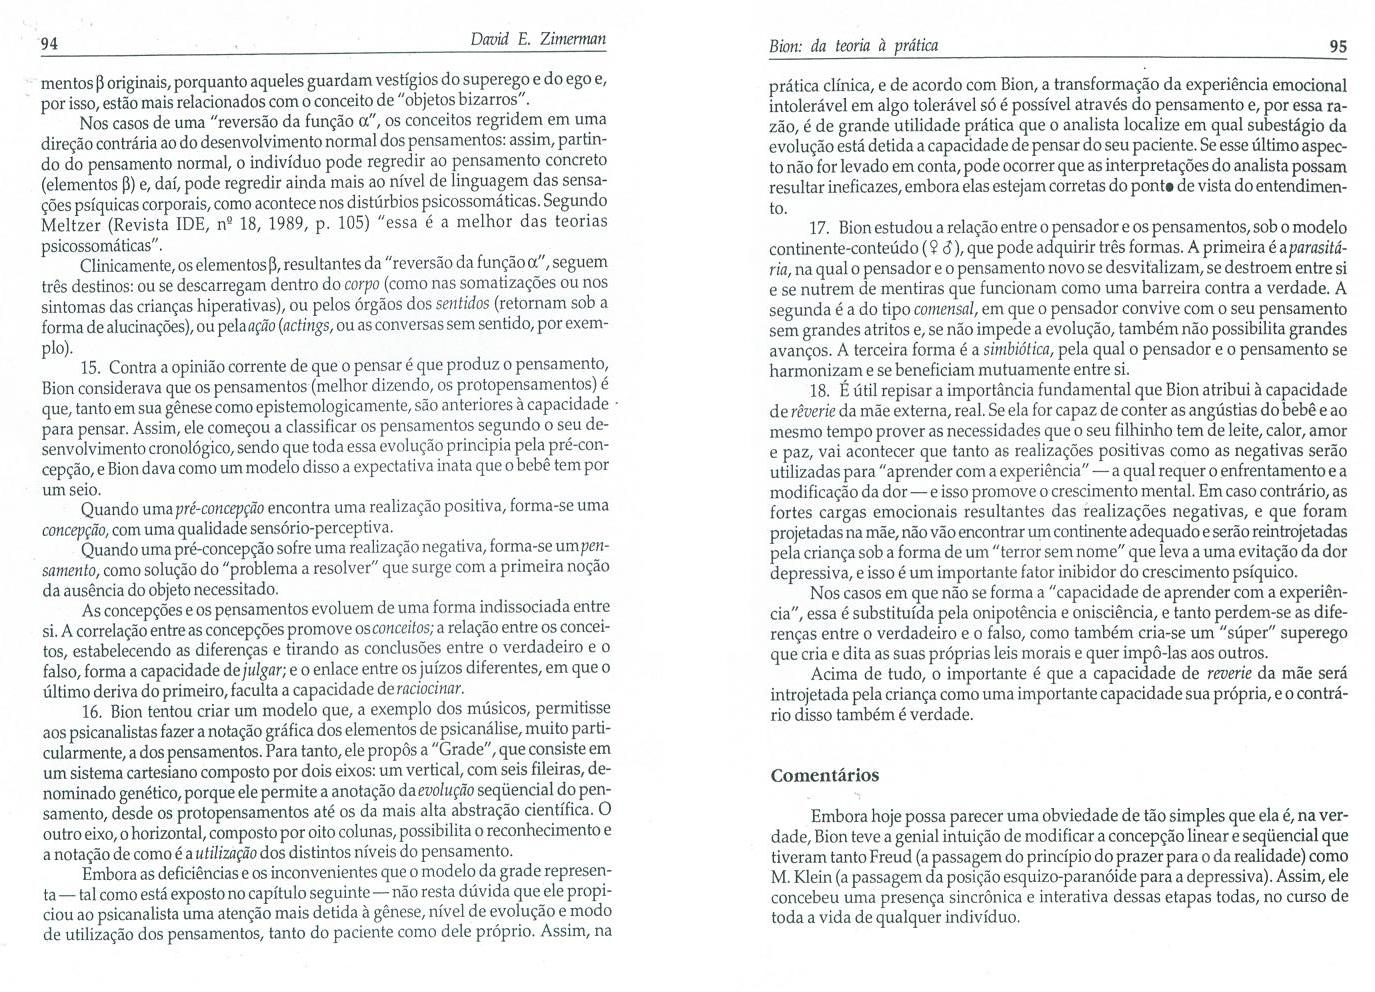 94
David E. Zimerman
mentos β originais, porquanto aqueles guardam vestígios do superego e do ego e,
por isso, estão mais relacionados com o conceito de "objetos bizarros".
Nos casos de uma "reversão da função α", os conceitos regridem em uma
direção contrária ao do desenvolvimento normal dos pensamentos: assim, partin-
do do pensamento normal, o indivíduo pode regredir ao pensamento concreto
(elementos β) e, daí, pode regredir ainda mais ao nível de linguagem das sensa-
ções psíquicas corporais, como acontece nos distúrbios psicossomáticos. Segundo
Meltzer (Revista IDE, nº 18, 1989, p. 105) "essa é a melhor das teorias
psicossomáticas".
Clinicamente, os elementos β, resultantes da "reversão da função α", seguem
três destinos: ou se descarregam dentro do corpo (como nas somatizações ou nos
sintomas das crianças hiperativas), ou pelos órgãos dos sentidos (retornam sob a
forma de alucinações), ou pela ação (actings, ou as conversas sem sentido, por exem-
plo).
15. Contra a opinião corrente de que o pensar é que produz o pensamento,
Bion considerava que os pensamentos (melhor dizendo, os protopensamentos) é
que, tanto em sua gênese como epistemologicamente, são anteriores à capacidade
para pensar. Assim, ele começou a classificar os pensamentos segundo o seu de-
senvolvimento cronológico, sendo que toda essa evolução principia pela pré-con-
cepção, e Bion dava como um modelo disso a expectativa inata que o bebê tem por
um seio.
Quando uma pré-concepção encontra uma realização positiva, forma-se uma
concepção, com uma qualidade sensório-perceptiva.
Quando uma pré-concepção sofre uma realização negativa, forma-se um pen-
samento, como solução do "problema a resolver" que surge com a primeira noção
da ausência do objeto necessitado.
As concepções e os pensamentos evoluem de uma forma indissociada entre
si. A correlação entre as concepções promove os conceitos; a relação entre os concei-
tos, estabelecendo as diferenças e tirando as conclusões entre o verdadeiro e o
falso, forma a capacidade de julgar; e o enlace entre os juízos diferentes, em que o
último deriva do primeiro, faculta a capacidade de raciocinar.
16. Bion tentou criar um modelo que, a exemplo dos músicos, permitisse
aos psicanalistas fazer a notação gráfica dos elementos de psicanálise, muito parti-
cularmente, a dos pensamentos. Para tanto, ele propôs a "Grade", que consiste em
um sistema cartesiano composto por dois eixos: um vertical, com seis fileiras, de-
nominado genético, porque ele permite a anotação da evolução seqüencial do pen-
samento, desde os protopensamentos até os da mais alta abstração científica. O
outro eixo, o horizontal, composto por oito colunas, possibilita o reconhecimento e
a notação de como é a utilização dos distintos níveis do pensamento.
Embora as deficiências e os inconvenientes que o modelo da grade represen-
ta — tal como está exposto no capítulo seguinte — não resta dúvida que ele propi-
ciou ao psicanalista uma atenção mais detida à gênese, nível de evolução e modo
de utilização dos pensamentos, tanto do paciente como dele próprio. Assim, na
Bion: da teoria à prática
95
prática clínica, e de acordo com Bion, a transformação da experiência emocional
intolerável em algo tolerável só é possível através do pensamento e, por essa ra-
zão, é de grande utilidade prática que o analista localize em qual subestágio da
evolução está detida a capacidade de pensar do seu paciente. Se esse último aspec-
to não for levado em conta, pode ocorrer que as interpretações do analista possam
resultar ineficazes, embora elas estejam corretas do ponto de vista do entendimen-
to.
17. Bion estudou a relação entre o pensador e os pensamentos, sob o modelo
continente-conteúdo (♀ ♂), que pode adquirir três formas. A primeira é a parasitá-
ria, na qual o pensador e o pensamento novo se desvitalizam, se destroem entre si
e se nutrem de mentiras que funcionam como uma barreira contra a verdade. A
segunda é a do tipo comensal, em que o pensador convive com o seu pensamento
sem grandes atritos e, se não impede a evolução, também não possibilita grandes
avanços. A terceira forma é a simbiótica, pela qual o pensador e o pensamento se
harmonizam e se beneficiam mutuamente entre si.
18. É útil repisar a importância fundamental que Bion atribui à capacidade
de rêverie da mãe externa, real. Se ela for capaz de conter as angústias do bebê e ao
mesmo tempo prover as necessidades que o seu filhinho tem de leite, calor, amor
e paz, vai acontecer que tanto as realizações positivas como as negativas serão
utilizadas para "aprender com a experiência" — a qual requer o enfrentamento e a
modificação da dor — e isso promove o crescimento mental. Em caso contrário, as
fortes cargas emocionais resultantes das realizações negativas, e que foram
projetadas na mãe, não vão encontrar um continente adequado e serão reintrojetadas
pela criança sob a forma de um "terror sem nome" que leva a uma evitação da dor
depressiva, e isso é um importante fator inibidor do crescimento psíquico.
Nos casos em que não se forma a "capacidade de aprender com a experiên-
cia", essa é substituída pela onipotência e onisciência, e tanto perdem-se as dife-
renças entre o verdadeiro e o falso, como também cria-se um "súper" superego
que cria e dita as suas próprias leis morais e quer impô-las aos outros.
Acima de tudo, o importante é que a capacidade de reverie da mãe será
introjetada pela criança como uma importante capacidade sua própria, e o contrá-
rio disso também é verdade.
Comentários
Embora hoje possa parecer uma obviedade de tão simples que ela é, na ver-
dade, Bion teve a genial intuição de modificar a concepção linear e seqüencial que
tiveram tanto Freud (a passagem do princípio do prazer para o da realidade) como
M. Klein (a passagem da posição esquizo-paranóide para a depressiva). Assim, ele
concebeu uma presença sincrônica e interativa dessas etapas todas, no curso de
toda a vida de qualquer indivíduo.